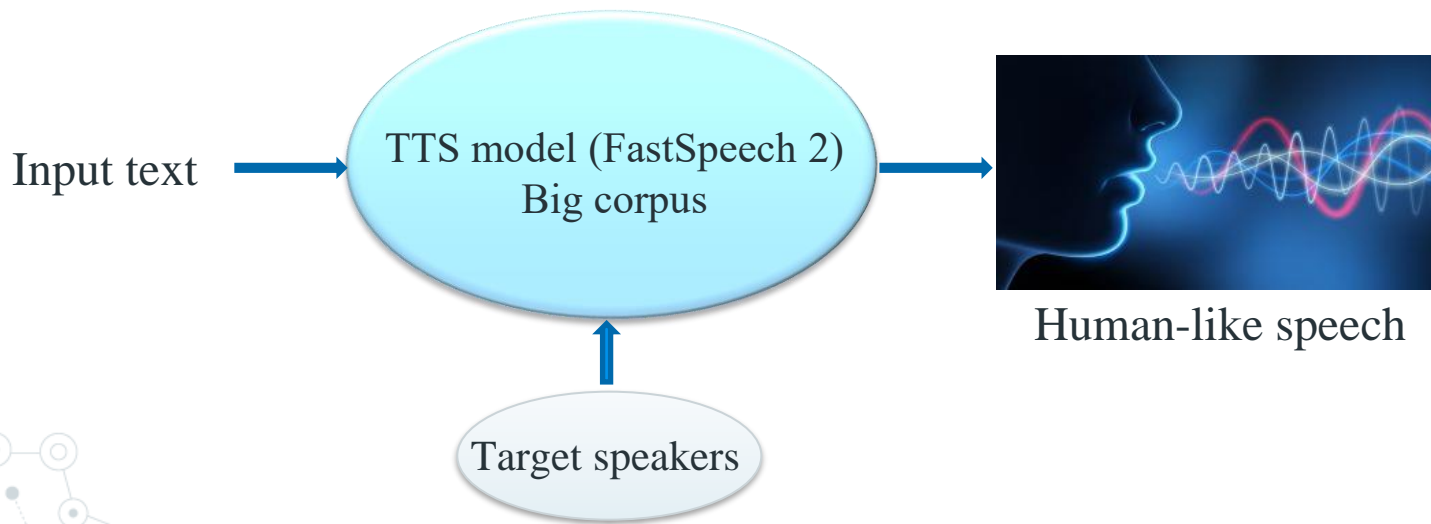 Input text
TTS model (FastSpeech 2)
Big corpus
Human-like speech
Target speakers